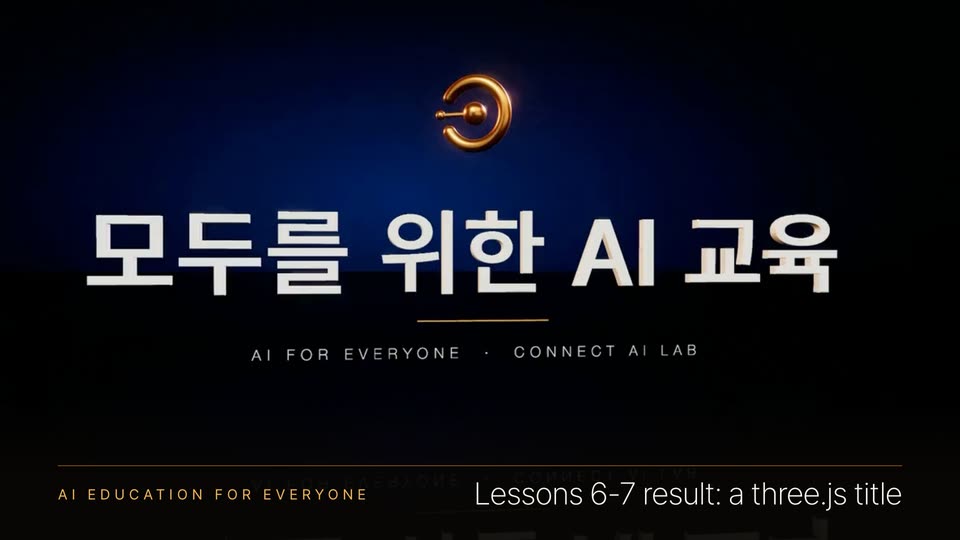 모두를 위한 AI 교육
AI FOR EVERYONE · CONNECT AI LAB
AI EDUCATION FOR EVERYONE
Lessons 6-7 result: a three.js title